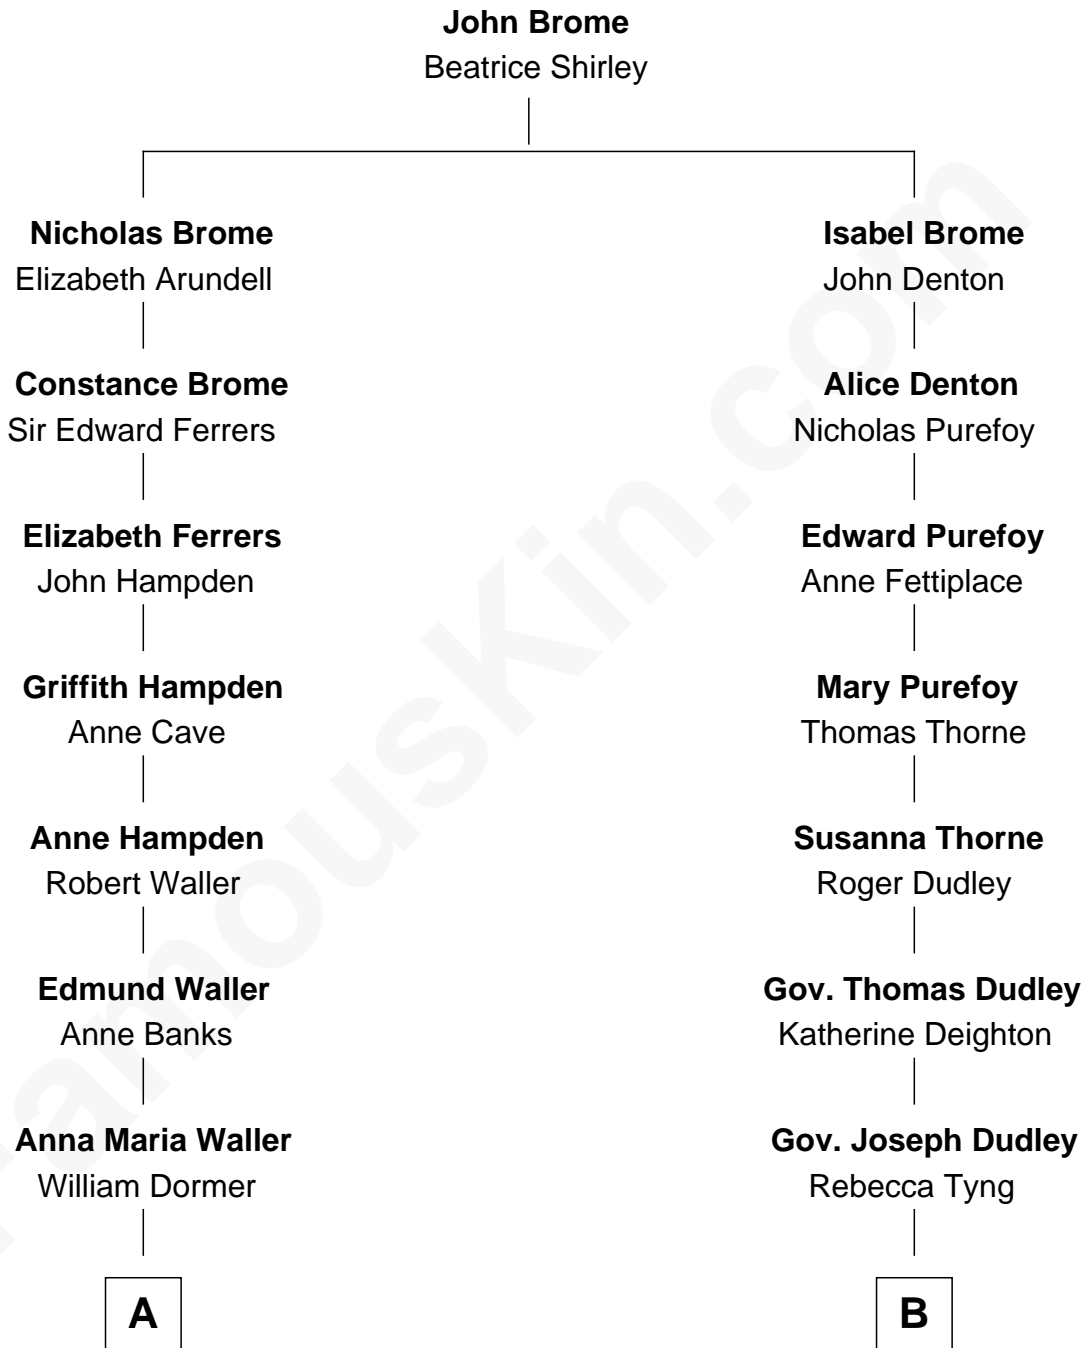 John Brome
Beatrice Shirley
Nicholas Brome
Elizabeth Arundell
Constance Brome
Sir Edward Ferrers
Elizabeth Ferrers
John Hampden
Griffith Hampden
Anne Cave
Anne Hampden
Robert Waller
Edmund Waller
Anne Banks
Anna Maria Waller
William Dormer
A
Isabel Brome
John Denton
Alice Denton
Nicholas Purefoy
Edward Purefoy
Anne Fettiplace
Mary Purefoy
Thomas Thorne
Susanna Thorne
Roger Dudley
Gov. Thomas Dudley
Katherine Deighton
Gov. Joseph Dudley
Rebecca Tyng
B
FamousKin.com